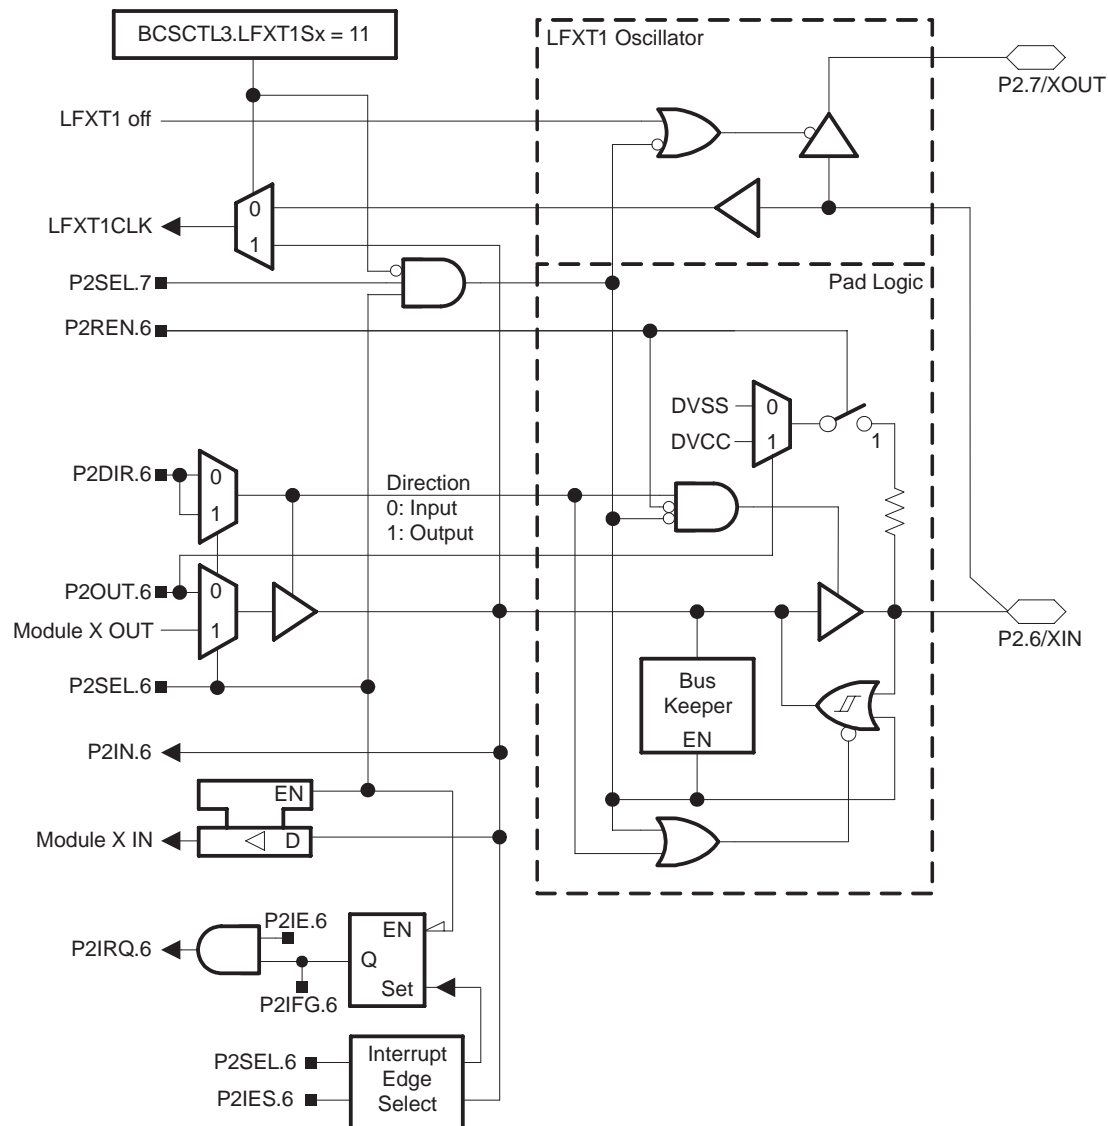 BCSCTL3.LFXT1Sx = 11
LFXT1 Oscillator
P2.7/XOUT
LFXT1 off
0
LFXT1CLK
1
P2SEL.7
Pad Logic
P2REN.6
DVSS
0
DVCC
1
1
P2DIR.6
0
1
Direction
0: Input
1: Output
P2OUT.6
0
Module X OUT
1
P2.6/XIN
P2SEL.6
Bus
Keeper
EN
P2IN.6
EN
Module X IN
D
P2IE.6
EN
P2IRQ.6
Q
Set
P2IFG.6
P2SEL.6
P2IES.6
Interrupt
Edge
Select